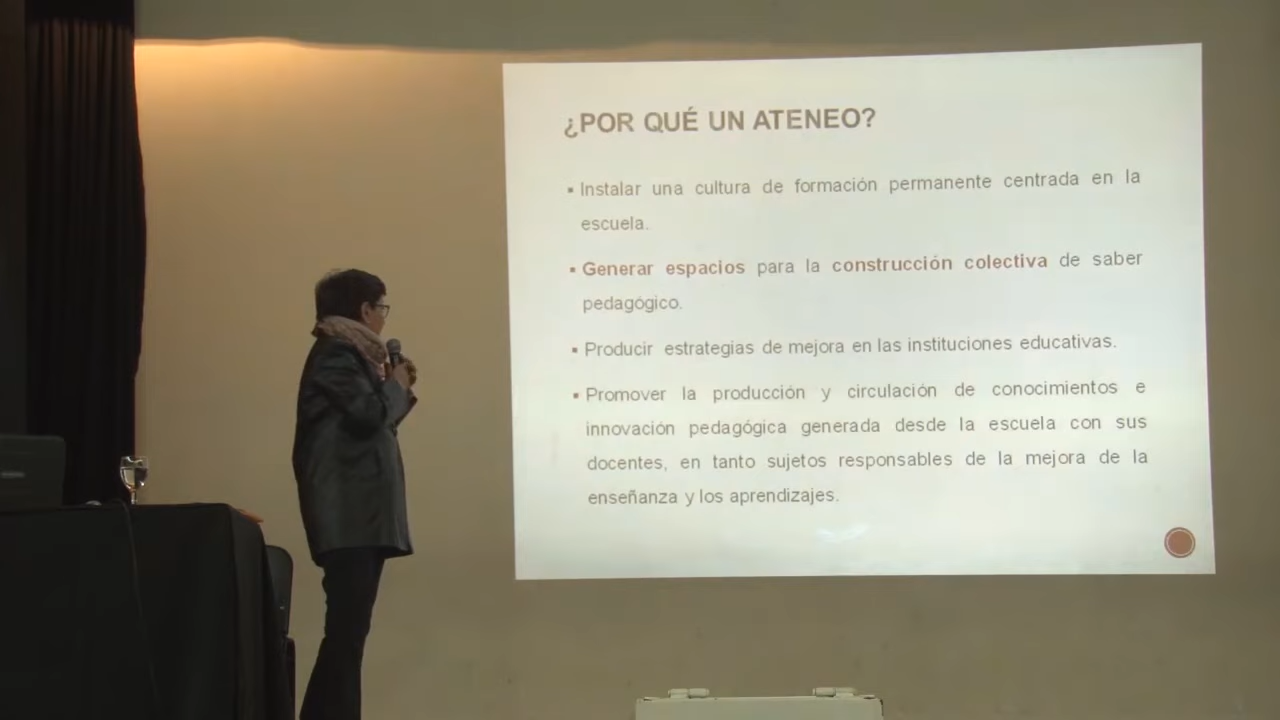 ¿POR QUÉ UN ATENEO?
▪ Instalar una cultura de formación permanente centrada en la
escuela.
▪ Generar espacios para la construcción colectiva de saber
pedagógico.
▪ Producir estrategias de mejora en las instituciones educativas.
▪ Promover la producción y circulación de conocimientos e
innovación pedagógica generada desde la escuela con sus
docentes, en tanto sujetos responsables de la mejora de la
enseñanza y los aprendizajes.